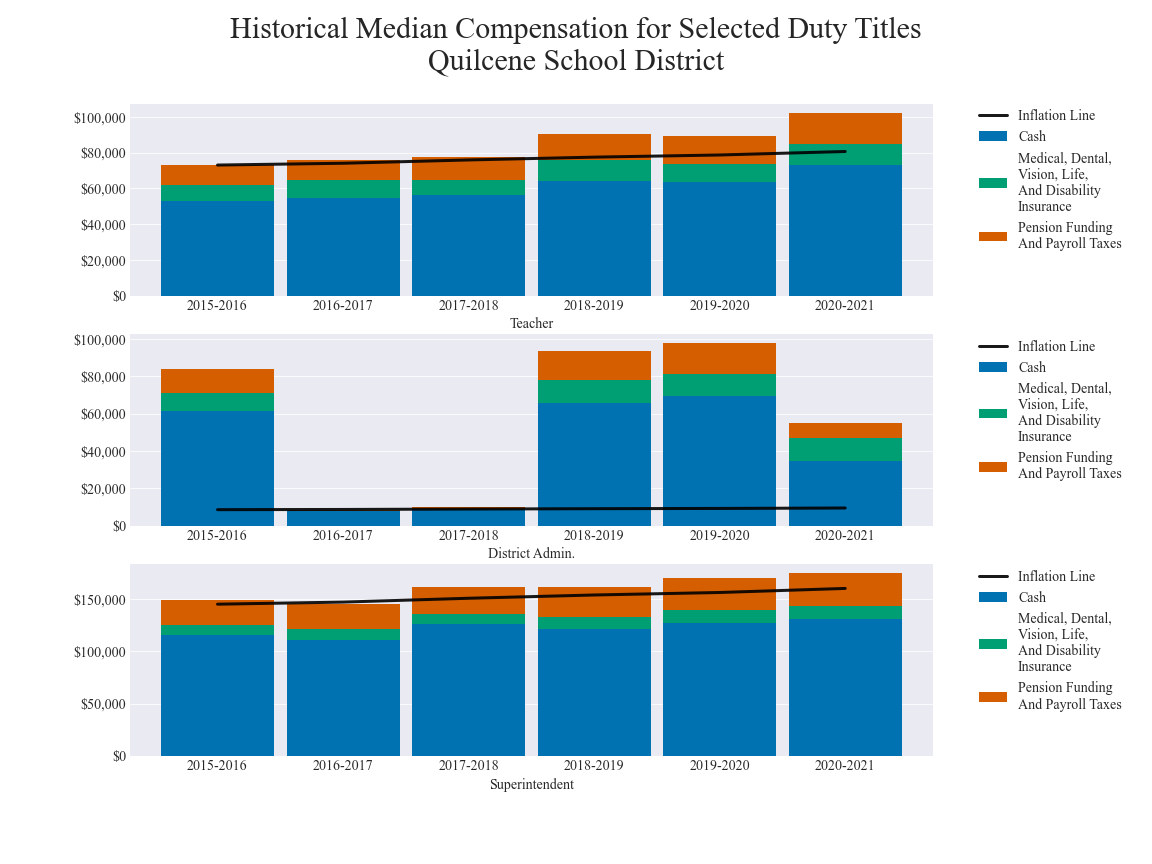 Historical Median Compensation for Selected Duty Titles
Quilcene School District
$100,000
$80,000
$60,000
$40,000
$20,000
$0
2015-2016
2016-2017
2017-2018
2018-2019
2019-2020
2020-2021
Teacher
Inflation Line
Cash
Medical, Dental,
Vision, Life,
And Disability
Insurance
Pension Funding
And Payroll Taxes
$100,000
$80,000
$60,000
$40,000
$20,000
$0
2015-2016
2016-2017
2017-2018
2018-2019
2019-2020
2020-2021
District Admin.
Inflation Line
Cash
Medical, Dental,
Vision, Life,
And Disability
Insurance
Pension Funding
And Payroll Taxes
$150,000
$100,000
$50,000
$0
2015-2016
2016-2017
2017-2018
2018-2019
2019-2020
2020-2021
Superintendent
Inflation Line
Cash
Medical, Dental,
Vision, Life,
And Disability
Insurance
Pension Funding
And Payroll Taxes